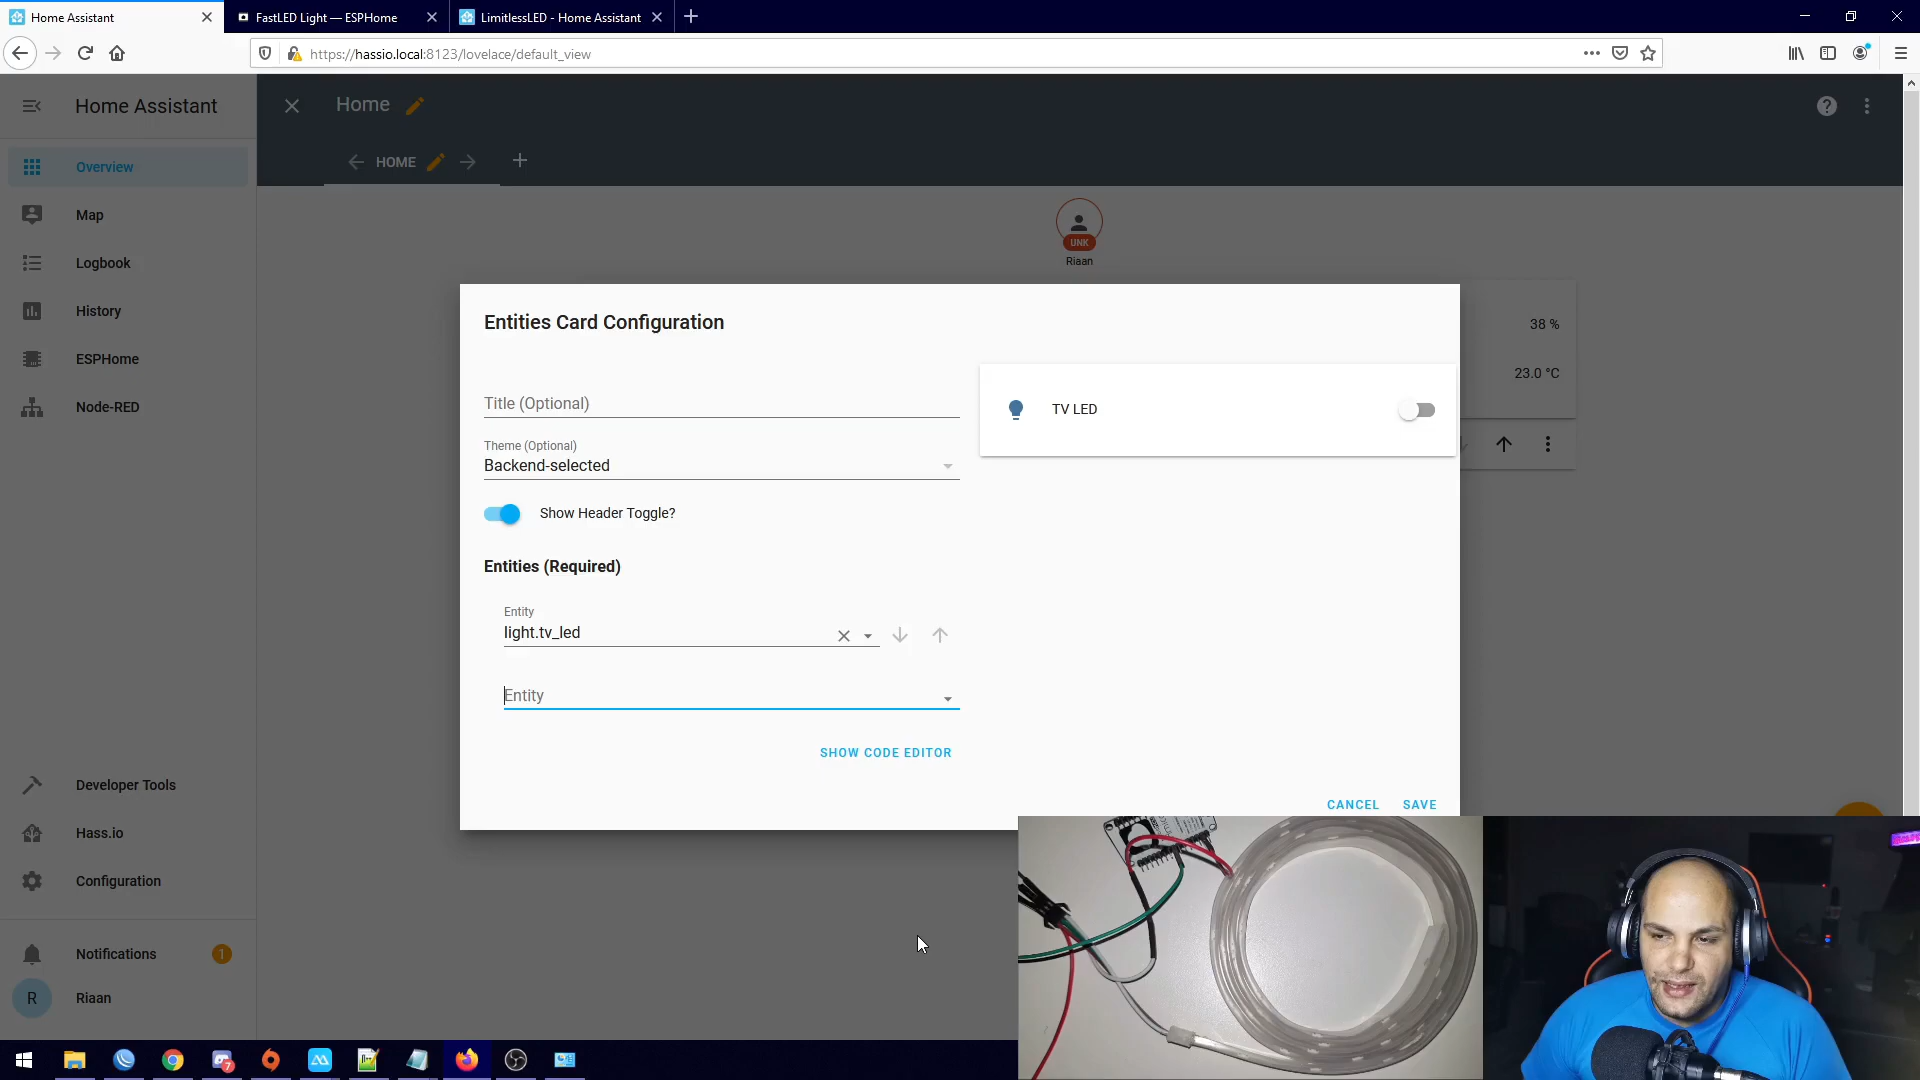 Home Assistant
FastLED Light — ESPHome
LimitlessLED - Home Assistant
https://hassio.local:8123/lovelace/default_view
Home Assistant
Home
HOME
Overview
Map
Logbook
History
ESPHome
Node-RED
Developer Tools
Hass.io
Configuration
Notifications 1
R Riaan
UNK
Riaan
38 %
23.0 °C
Entities Card Configuration
Title (Optional)
Theme (Optional)
Backend-selected
Show Header Toggle?
Entities (Required)
Entity
light.tv_led
Entity
SHOW CODE EDITOR
TV LED
CANCEL SAVE
7